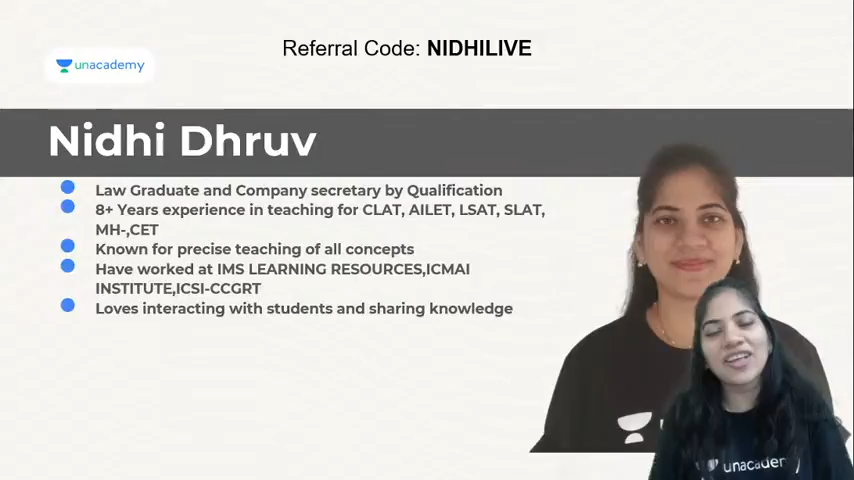 Referral Code: NIDHILIVE
unacademy
Nidhi Dhruv
Law Graduate and Company secretary by Qualification
8+ Years experience in teaching for CLAT, AILET, LSAT, SLAT,
MH-,CET
Known for precise teaching of all concepts
Have worked at IMS LEARNING RESOURCES,ICMAI
INSTITUTE,ICSI-CCGRT
Loves interacting with students and sharing knowledge
unacademy